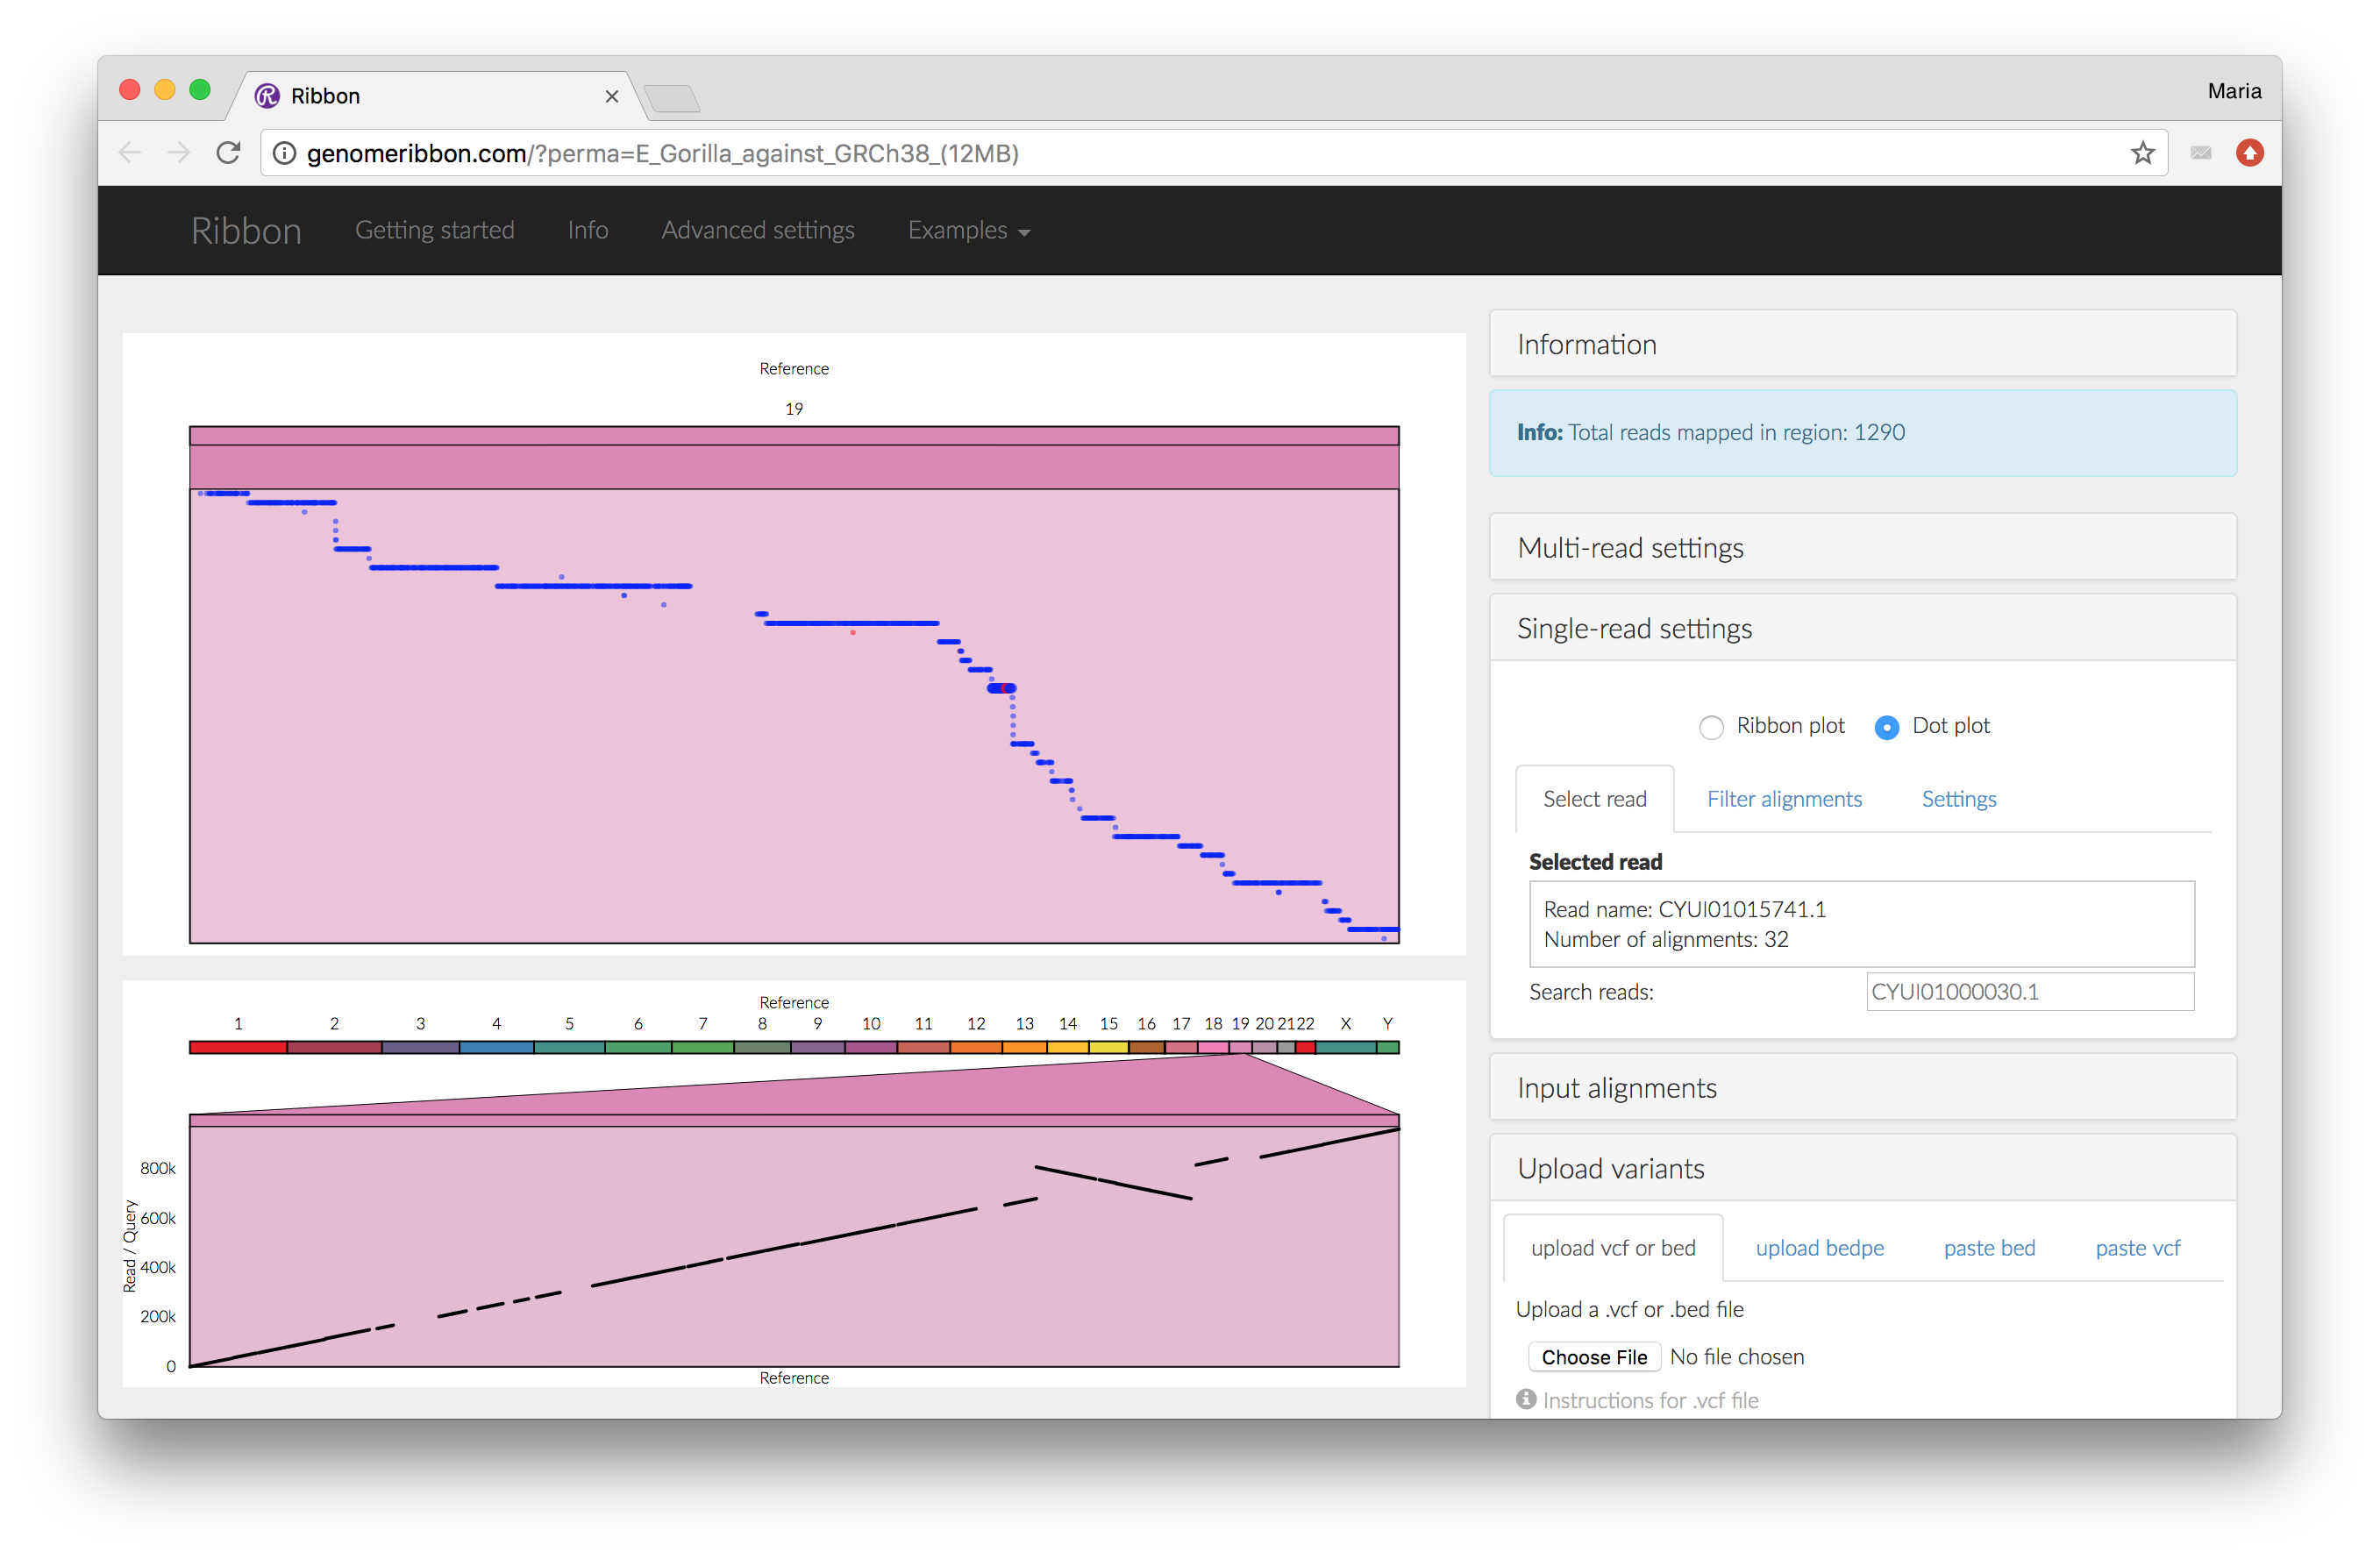 Ribbon
Maria
genomeribbon.com/?perma=E_Gorilla_against_GRCh38_(12MB)
Ribbon Getting started Info Advanced settings Examples
Reference
19
Information
Info: Total reads mapped in region: 1290
Multi-read settings
Single-read settings
Ribbon plot Dot plot
Select read Filter alignments Settings
Selected read
Read name: CYUI01015741.1
Number of alignments: 32
Search reads: CYUI01000030.1
Reference
1 2 3 4 5 6 7 8 9 10 11 12 13 14 15 16 17 18 19 20 21 22 X Y
800k
600k
400k
200k
0
Read / Query
Reference
Input alignments
Upload variants
upload vcf or bed upload bedpe paste bed paste vcf
Upload a .vcf or .bed file
Choose File No file chosen
Instructions for .vcf file